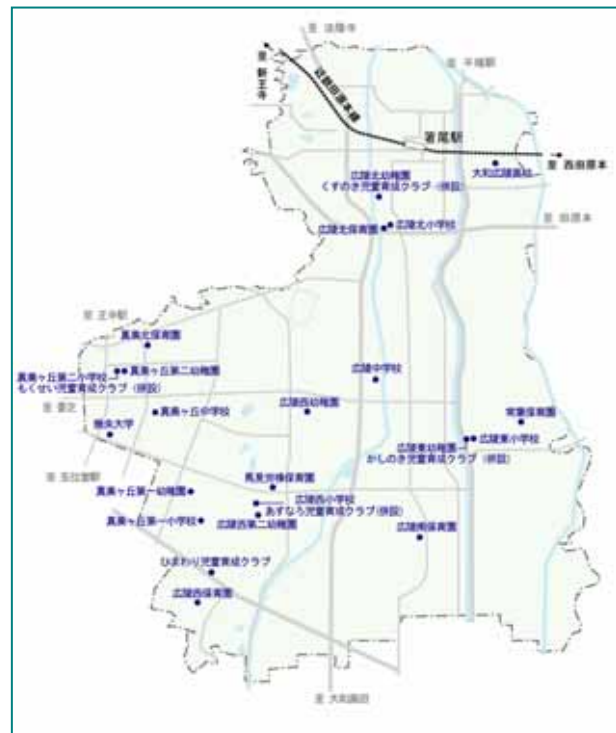 至 法隆寺
至 新王寺
近鉄田原本線
至 平端駅
箸尾駅
至 西田原本
大和広陵高校
広陵北幼稚園
くすのき児童育成クラブ（併設）
広陵北保育園
広陵北小学校
至 田原本
至 王寺駅
真美北保育園
真美ヶ丘第二小学校
真美ヶ丘第二幼稚園
もくせい児童育成クラブ（併設）
広陵中学校
真美ヶ丘中学校
広陵西幼稚園
畿央大学
至 五位堂駅
広陵東幼稚園
広陵東小学校
かしのき児童育成クラブ（併設）
真美ヶ丘第一幼稚園
馬見労働保育園
広陵西小学校
あすなろ児童育成クラブ（併設）
広陵西第二幼稚園
真美ヶ丘第一小学校
広陵南保育園
ひまわり児童育成クラブ
広陵西保育園
至 大和高田